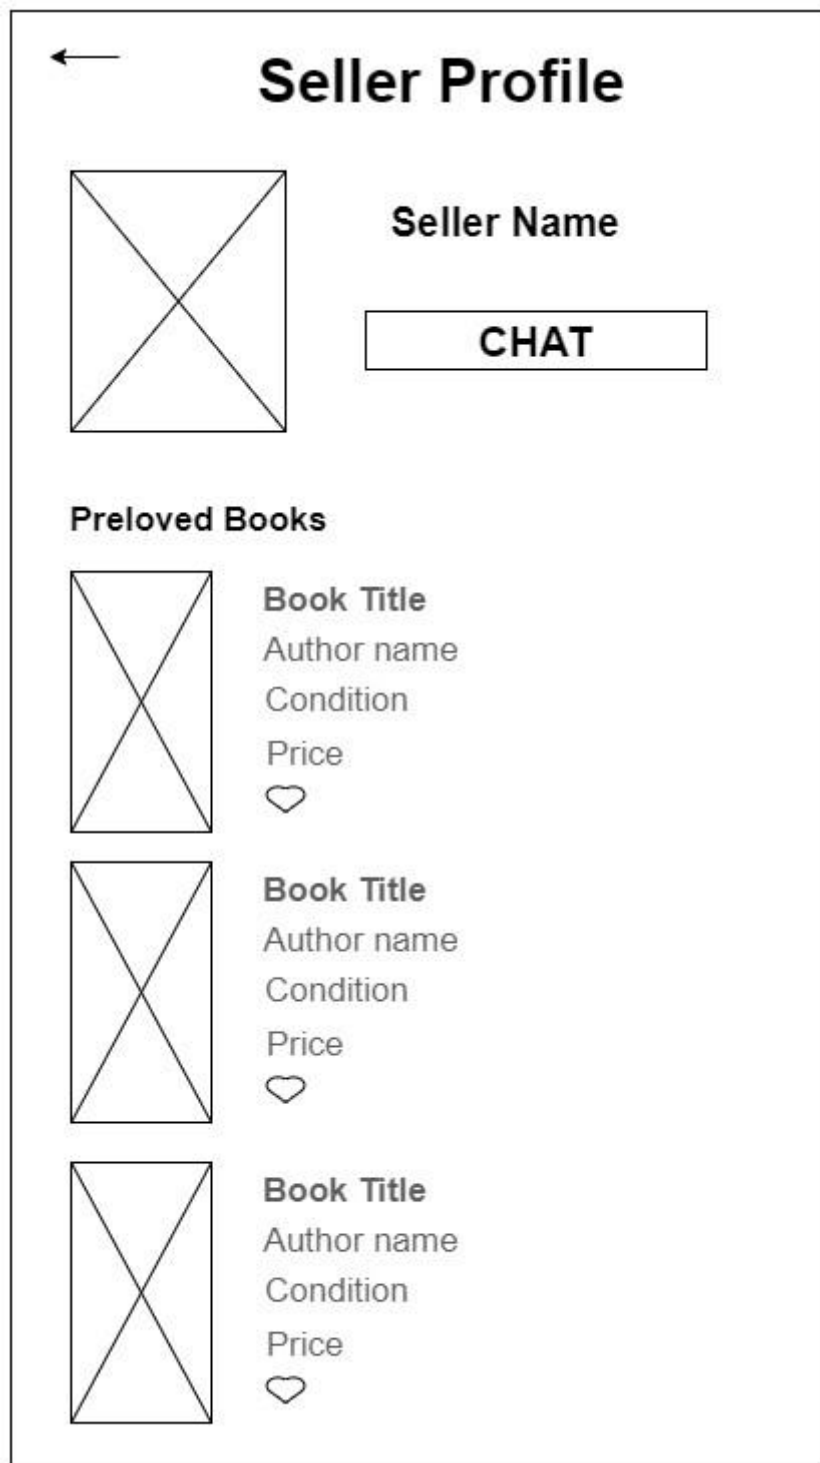 Seller Profile
Seller Name
CHAT
Preloved Books
Book Title
Author name
Condition
Price
Book Title
Author name
Condition
Price
Book Title
Author name
Condition
Price